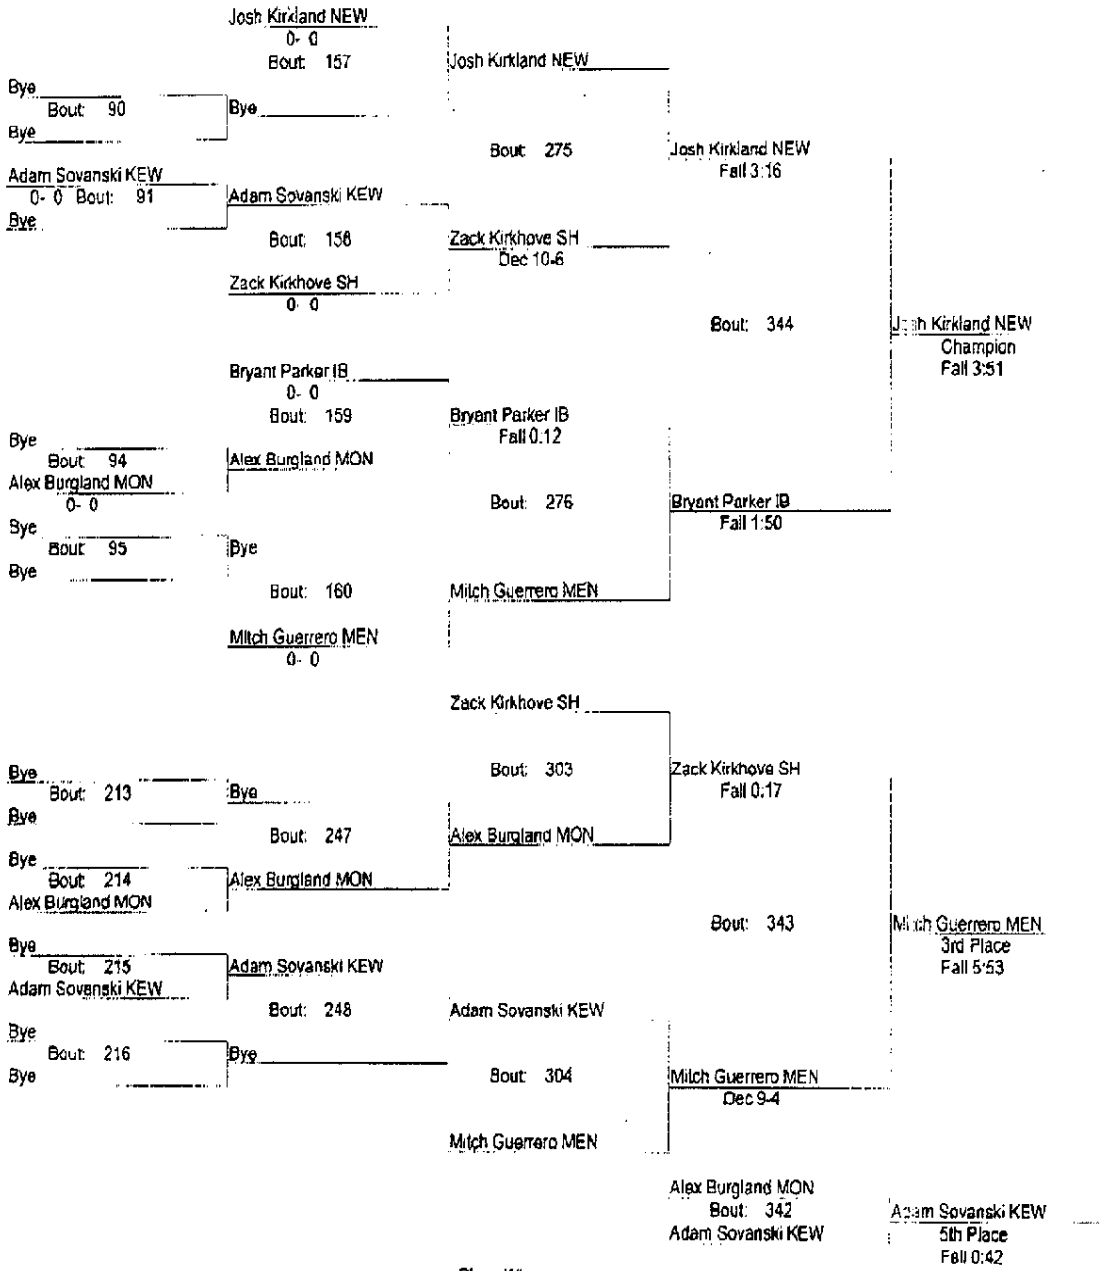 Josh Kirkland NEW
0- 0
Bout: 157
Josh Kirkland NEW
Bye
Bout: 90
Bye
Bye
Bout: 275
Josh Kirkland NEW
Fall 3:16
Adam Sovanski KEW
0- 0 Bout: 91
Adam Sovanski KEW
Bye
Bout: 158
Zack Kirkhove SH
Dec 10-6
Zack Kirkhove SH
0- 0
Bout: 344
Josh Kirkland NEW
Champion
Fall 3:51
Bryant Parker IB
0- 0
Bout: 159
Bryant Parker IB
Fall 0:12
Bye
Bout: 94
Alex Burgland MON
Alex Burgland MON
0- 0
Bout: 276
Bryant Parker IB
Fall 1:50
Bye
Bout: 95
Bye
Bye
Bout: 160
Mitch Guerrero MEN
Mitch Guerrero MEN
0- 0
Zack Kirkhove SH
Bout: 303
Zack Kirkhove SH
Fall 0:17
Bye
Bout: 213
Bye
Bye
Bout: 247
Alex Burgland MON
Bye
Bout: 214
Alex Burgland MON
Alex Burgland MON
Bout: 343
Mitch Guerrero MEN
3rd Place
Fall 5:53
Bye
Bout: 215
Adam Sovanski KEW
Adam Sovanski KEW
Bout: 248
Adam Sovanski KEW
Bye
Bout: 216
Bye
Bye
Bout: 304
Mitch Guerrero MEN
Dec 9-4
Mitch Guerrero MEN
Alex Burgland MON
Bout: 342
Adam Sovanski KEW
Adam Sovanski KEW
5th Place
Fall 0:42